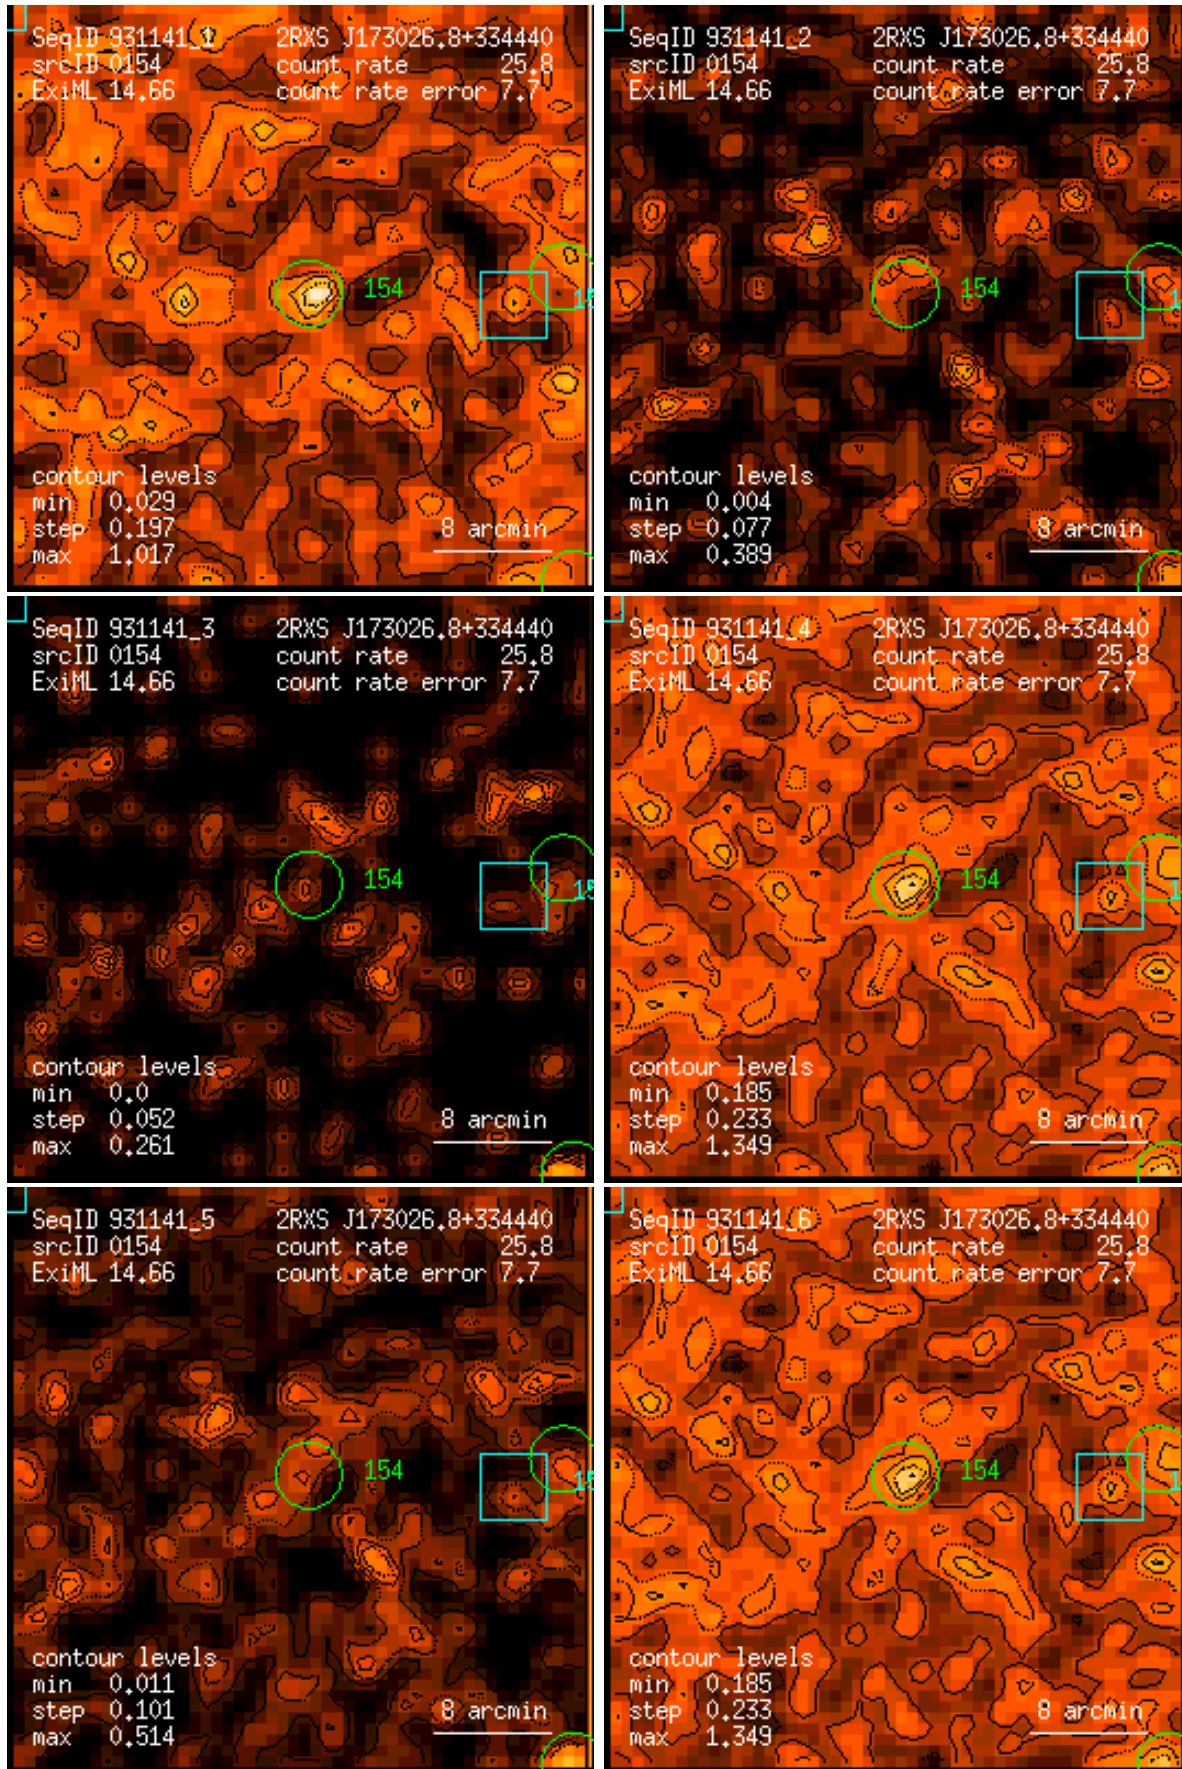 SeqID 931141_1 2RXS J173026.8+334440
srcID 0154 count rate 25.8
ExiML 14.66 count rate error 7.7
154
15
contour levels
min 0.029
step 0.197
max 1.017
8 arcmin
SeqID 931141_2 2RXS J173026.8+334440
srcID 0154 count rate 25.8
ExiML 14.66 count rate error 7.7
154
1
contour levels
min 0.004
step 0.077
max 0.389
8 arcmin
SeqID 931141_3 2RXS J173026.8+334440
srcID 0154 count rate 25.8
ExiML 14.66 count rate error 7.7
154
15
contour levels
min 0.0
step 0.052
max 0.261
8 arcmin
SeqID 931141_4 2RXS J173026.8+334440
srcID 0154 count rate 25.8
ExiML 14.66 count rate error 7.7
154
1
contour levels
min 0.185
step 0.233
max 1.349
8 arcmin
SeqID 931141_5 2RXS J173026.8+334440
srcID 0154 count rate 25.8
ExiML 14.66 count rate error 7.7
154
15
contour levels
min 0.011
step 0.101
max 0.514
8 arcmin
SeqID 931141_6 2RXS J173026.8+334440
srcID 0154 count rate 25.8
ExiML 14.66 count rate error 7.7
154
1
contour levels
min 0.185
step 0.233
max 1.349
8 arcmin